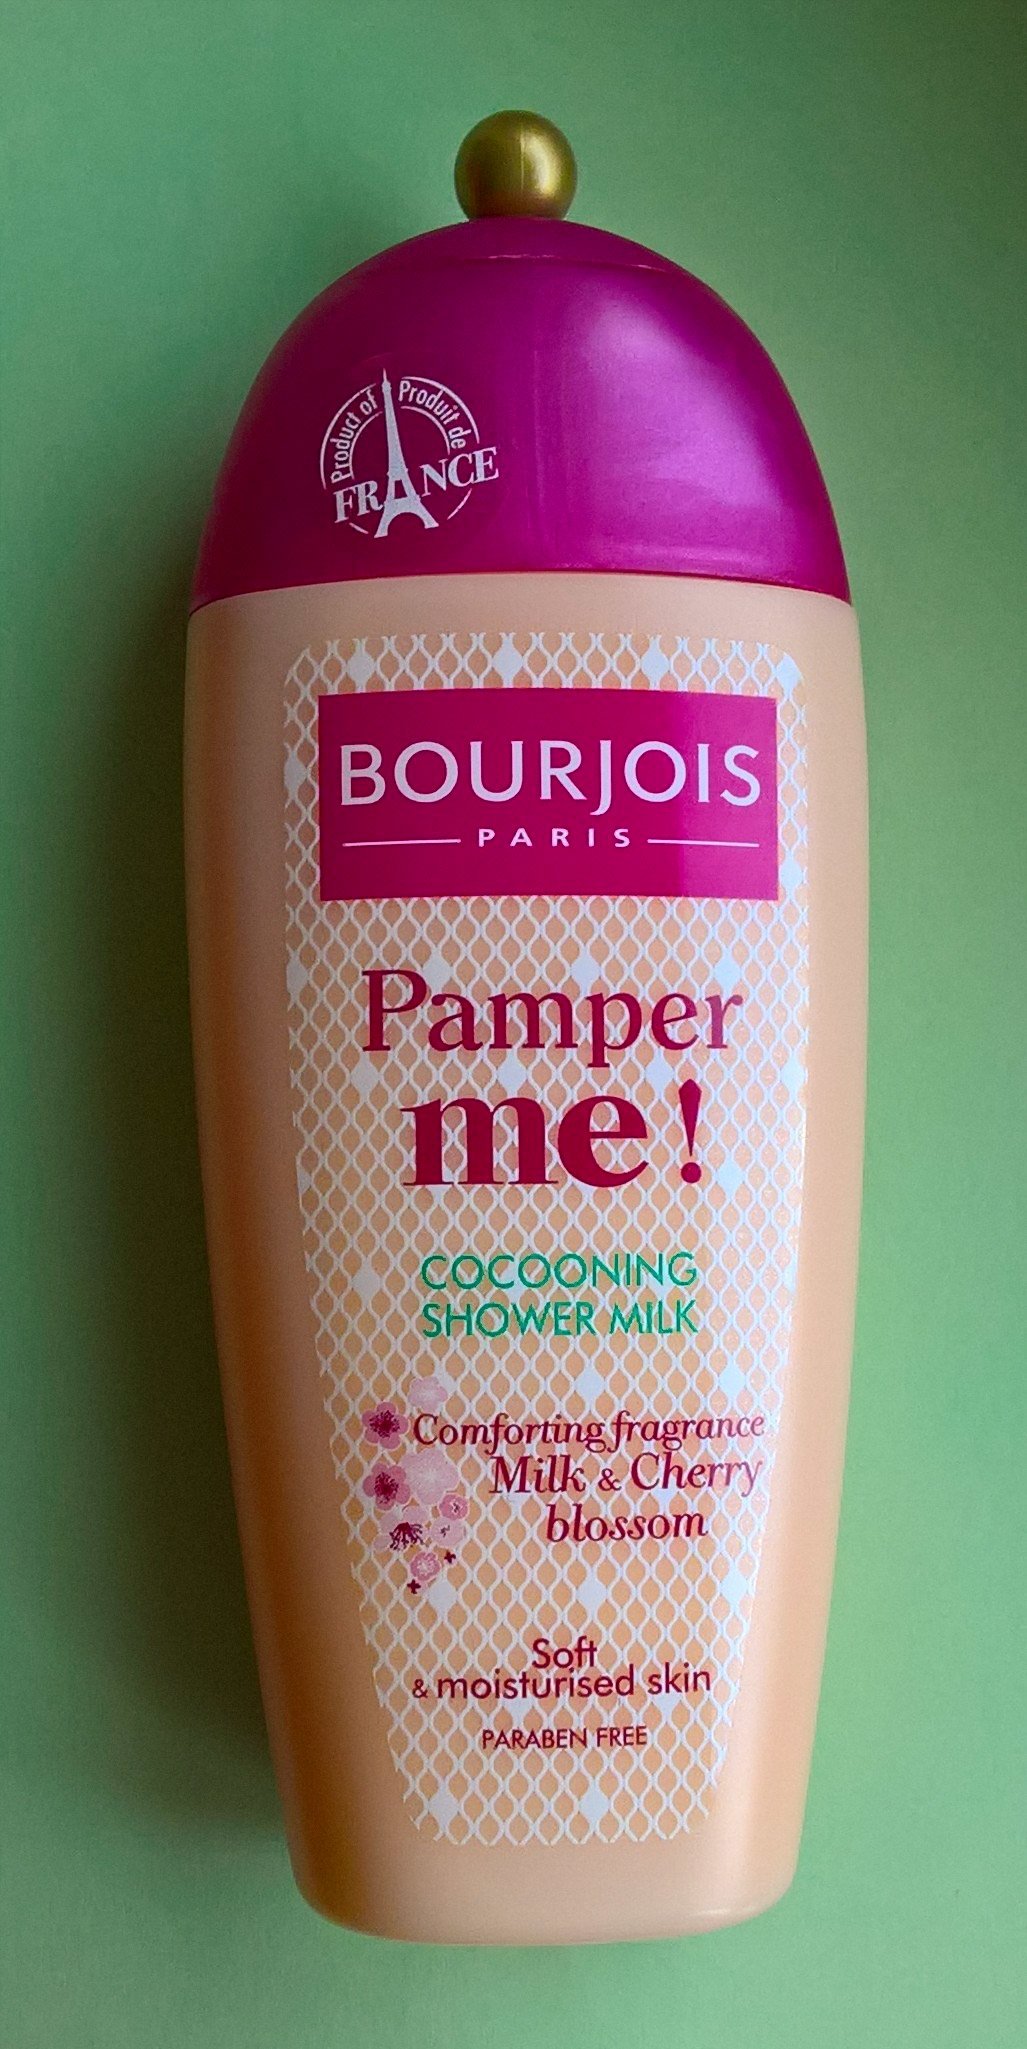 Product of Produit de
FRANCE
BOURJOIS
PARIS
Pamper
me!
COCOONING
SHOWER MILK
Comforting fragrance
Milk & Cherry
blossom
Soft
& moisturised skin
PARABEN FREE